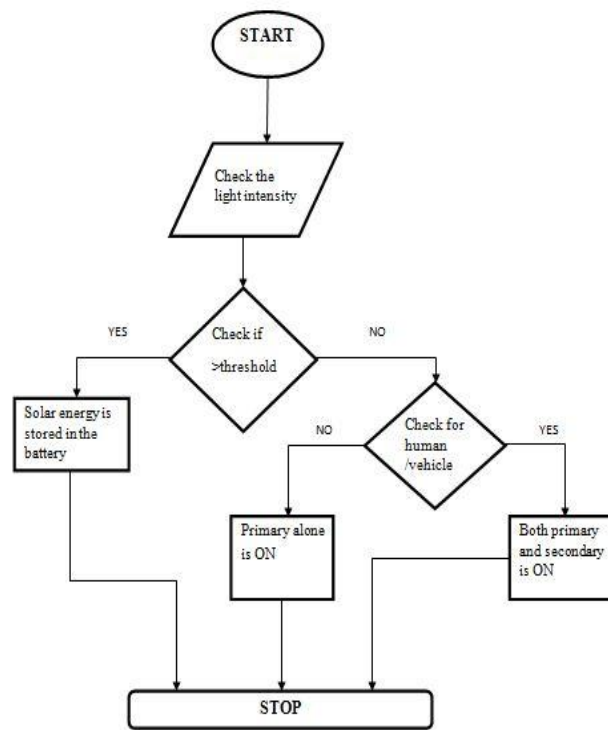 START
Check the
light intensity
YES
Check if
>threshold
NO
Solar energy is
stored in the
battery
NO
Check for
human
/vehicle
YES
Primary alone
is ON
Both primary
and secondary
is ON
STOP